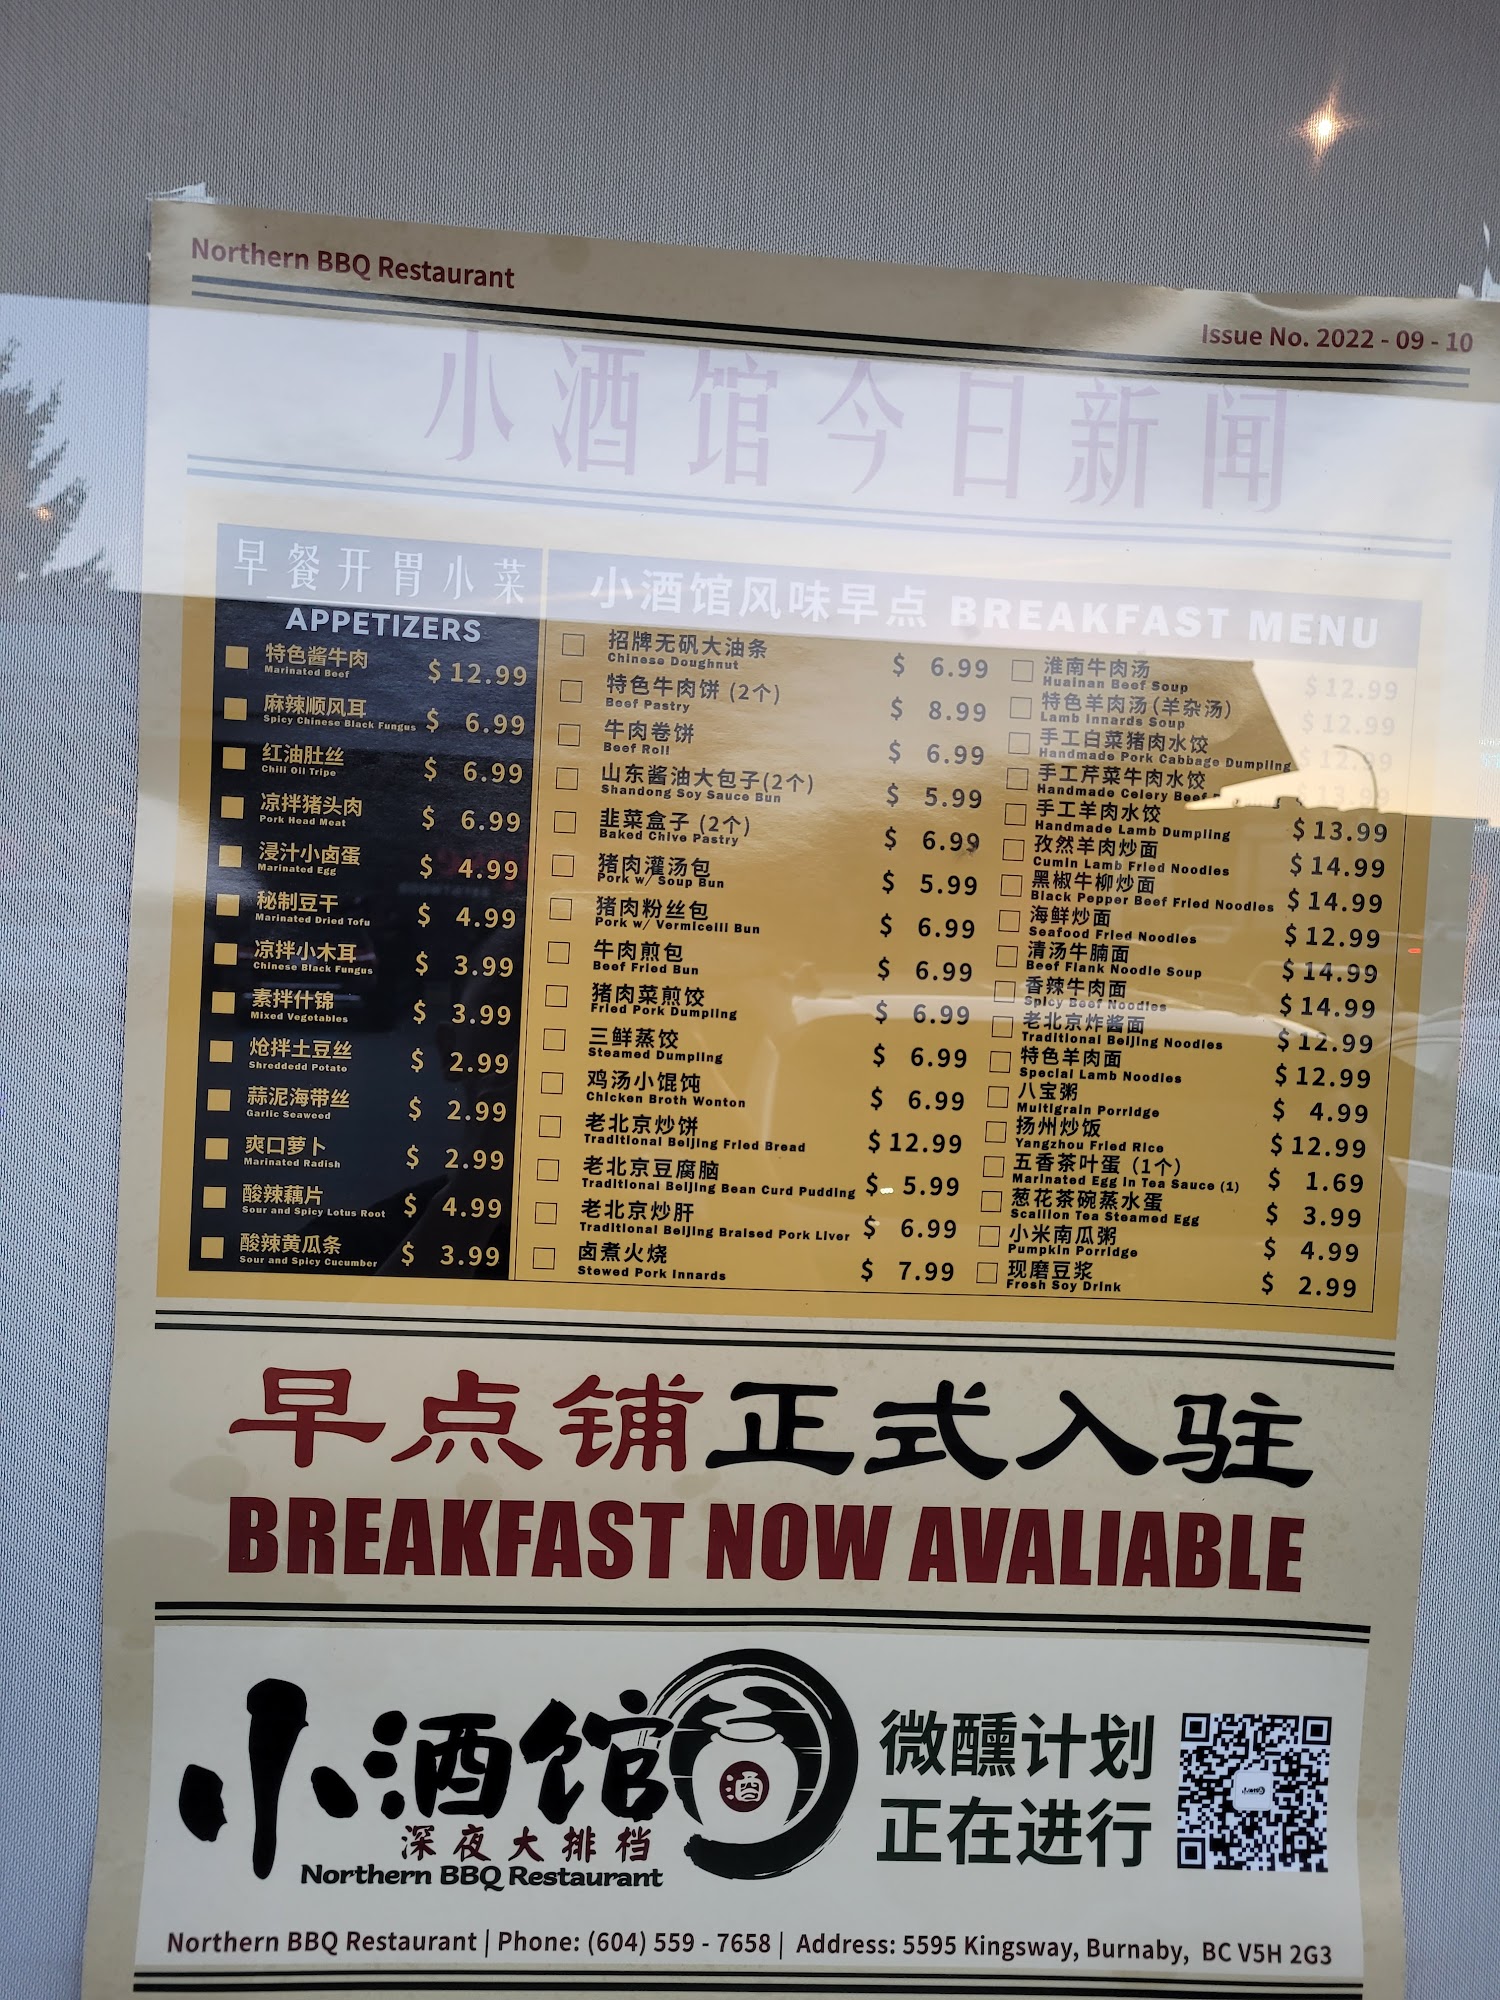 Northern BBQ Restaurant
Issue No. 2022 - 09 - 10
小酒馆今日新闻
早餐开胃小菜
APPETIZERS
特色酱牛肉
Marinated Beef
$ 12.99
麻辣顺风耳
Spicy Chinese Black Fungus
$ 6.99
红油肚丝
Chili Oil Tripe
$ 6.99
凉拌猪头肉
Pork Head Meat
$ 6.99
浸汁小卤蛋
Marinated Egg
$ 4.99
秘制豆干
Marinated Dried Tofu
$ 4.99
凉拌小木耳
Chinese Black Fungus
$ 3.99
素拌什锦
Mixed Vegetables
$ 3.99
炝拌土豆丝
Shreddedd Potato
$ 2.99
蒜泥海带丝
Garlic Seaweed
$ 2.99
爽口萝卜
Marinated Radish
$ 2.99
酸辣藕片
Sour and Spicy Lotus Root
$ 4.99
酸辣黄瓜条
Sour and Spicy Cucumber
$ 3.99
小酒馆风味早点 BREAKFAST MENU
招牌无矾大油条
Chinese Doughnut
$ 6.99
特色牛肉饼 (2个)
Beef Pastry
$ 8.99
牛肉卷饼
Beef Roll
$ 6.99
山东酱油大包子(2个)
Shandong Soy Sauce Bun
$ 5.99
韭菜盒子 (2个)
Baked Chive Pastry
$ 6.99
猪肉灌汤包
Pork w/ Soup Bun
$ 5.99
猪肉粉丝包
Pork w/ Vermicelli Bun
$ 6.99
牛肉煎包
Beef Fried Bun
$ 6.99
猪肉菜煎饺
Fried Pork Dumpling
$ 6.99
三鲜蒸饺
Steamed Dumpling
$ 6.99
鸡汤小馄饨
Chicken Broth Wonton
$ 6.99
老北京炒饼
Traditional Beijing Fried Bread
$ 12.99
老北京豆腐脑
Traditional Beijing Bean Curd Pudding
$ 5.99
老北京炒肝
Traditional Beijing Braised Pork Liver
$ 6.99
卤煮火烧
Stewed Pork Innards
$ 7.99
淮南牛肉汤
Huainan Beef Soup
$ 12.99
特色羊肉汤(羊杂汤)
Lamb Innards Soup
$ 12.99
手工白菜猪肉水饺
Handmade Pork Cabbage Dumpling
$ 12.99
手工芹菜牛肉水饺
Handmade Celery Beef
$ 13.99
手工羊肉水饺
Handmade Lamb Dumpling
$ 13.99
孜然羊肉炒面
Cumin Lamb Fried Noodles
$ 14.99
黑椒牛柳炒面
Black Pepper Beef Fried Noodles
$ 14.99
海鲜炒面
Seafood Fried Noodles
$ 12.99
清汤牛腩面
Beef Flank Noodle Soup
$ 14.99
香辣牛肉面
Spicy Beef Noodles
$ 14.99
老北京炸酱面
Traditional Beijing Noodles
$ 12.99
特色羊肉面
Special Lamb Noodles
$ 12.99
八宝粥
Multigrain Porridge
$ 4.99
扬州炒饭
Yangzhou Fried Rice
$ 12.99
五香茶叶蛋 (1个)
Marinated Egg in Tea Sauce (1)
$ 1.69
葱花茶碗蒸水蛋
Scallion Tea Steamed Egg
$ 3.99
小米南瓜粥
Pumpkin Porridge
$ 4.99
现磨豆浆
Fresh Soy Drink
$ 2.99
早点铺正式入驻
BREAKFAST NOW AVALIABLE
小酒馆
酒
深夜大排档
Northern BBQ Restaurant
微醺计划
正在进行
Northern BBQ Restaurant | Phone: (604) 559 - 7658 | Address: 5595 Kingsway, Burnaby, BC V5H 2G3